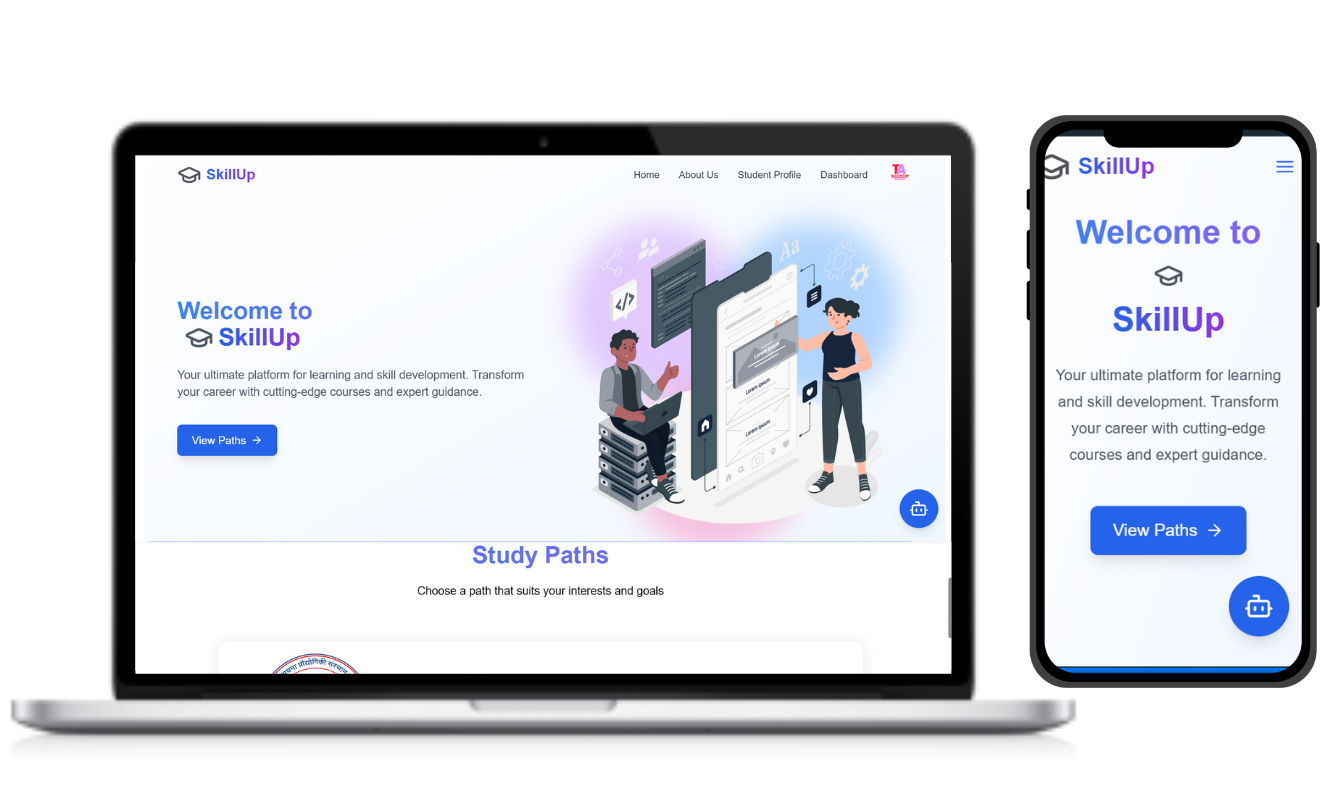 SkillUp
Home About Us Student Profile Dashboard
TA
Welcome to
SkillUp
Your ultimate platform for learning and skill development. Transform
your career with cutting-edge courses and expert guidance.
View Paths
Aa
</>
Lorem Ipsum
Lorem Ipsum
Lorem Ipsum
Study Paths
Choose a path that suits your interests and goals
सूचना प्रौद्योगिकी संस्थान
SkillUp
Welcome to
SkillUp
Your ultimate platform for learning
and skill development. Transform
your career with cutting-edge
courses and expert guidance.
View Paths